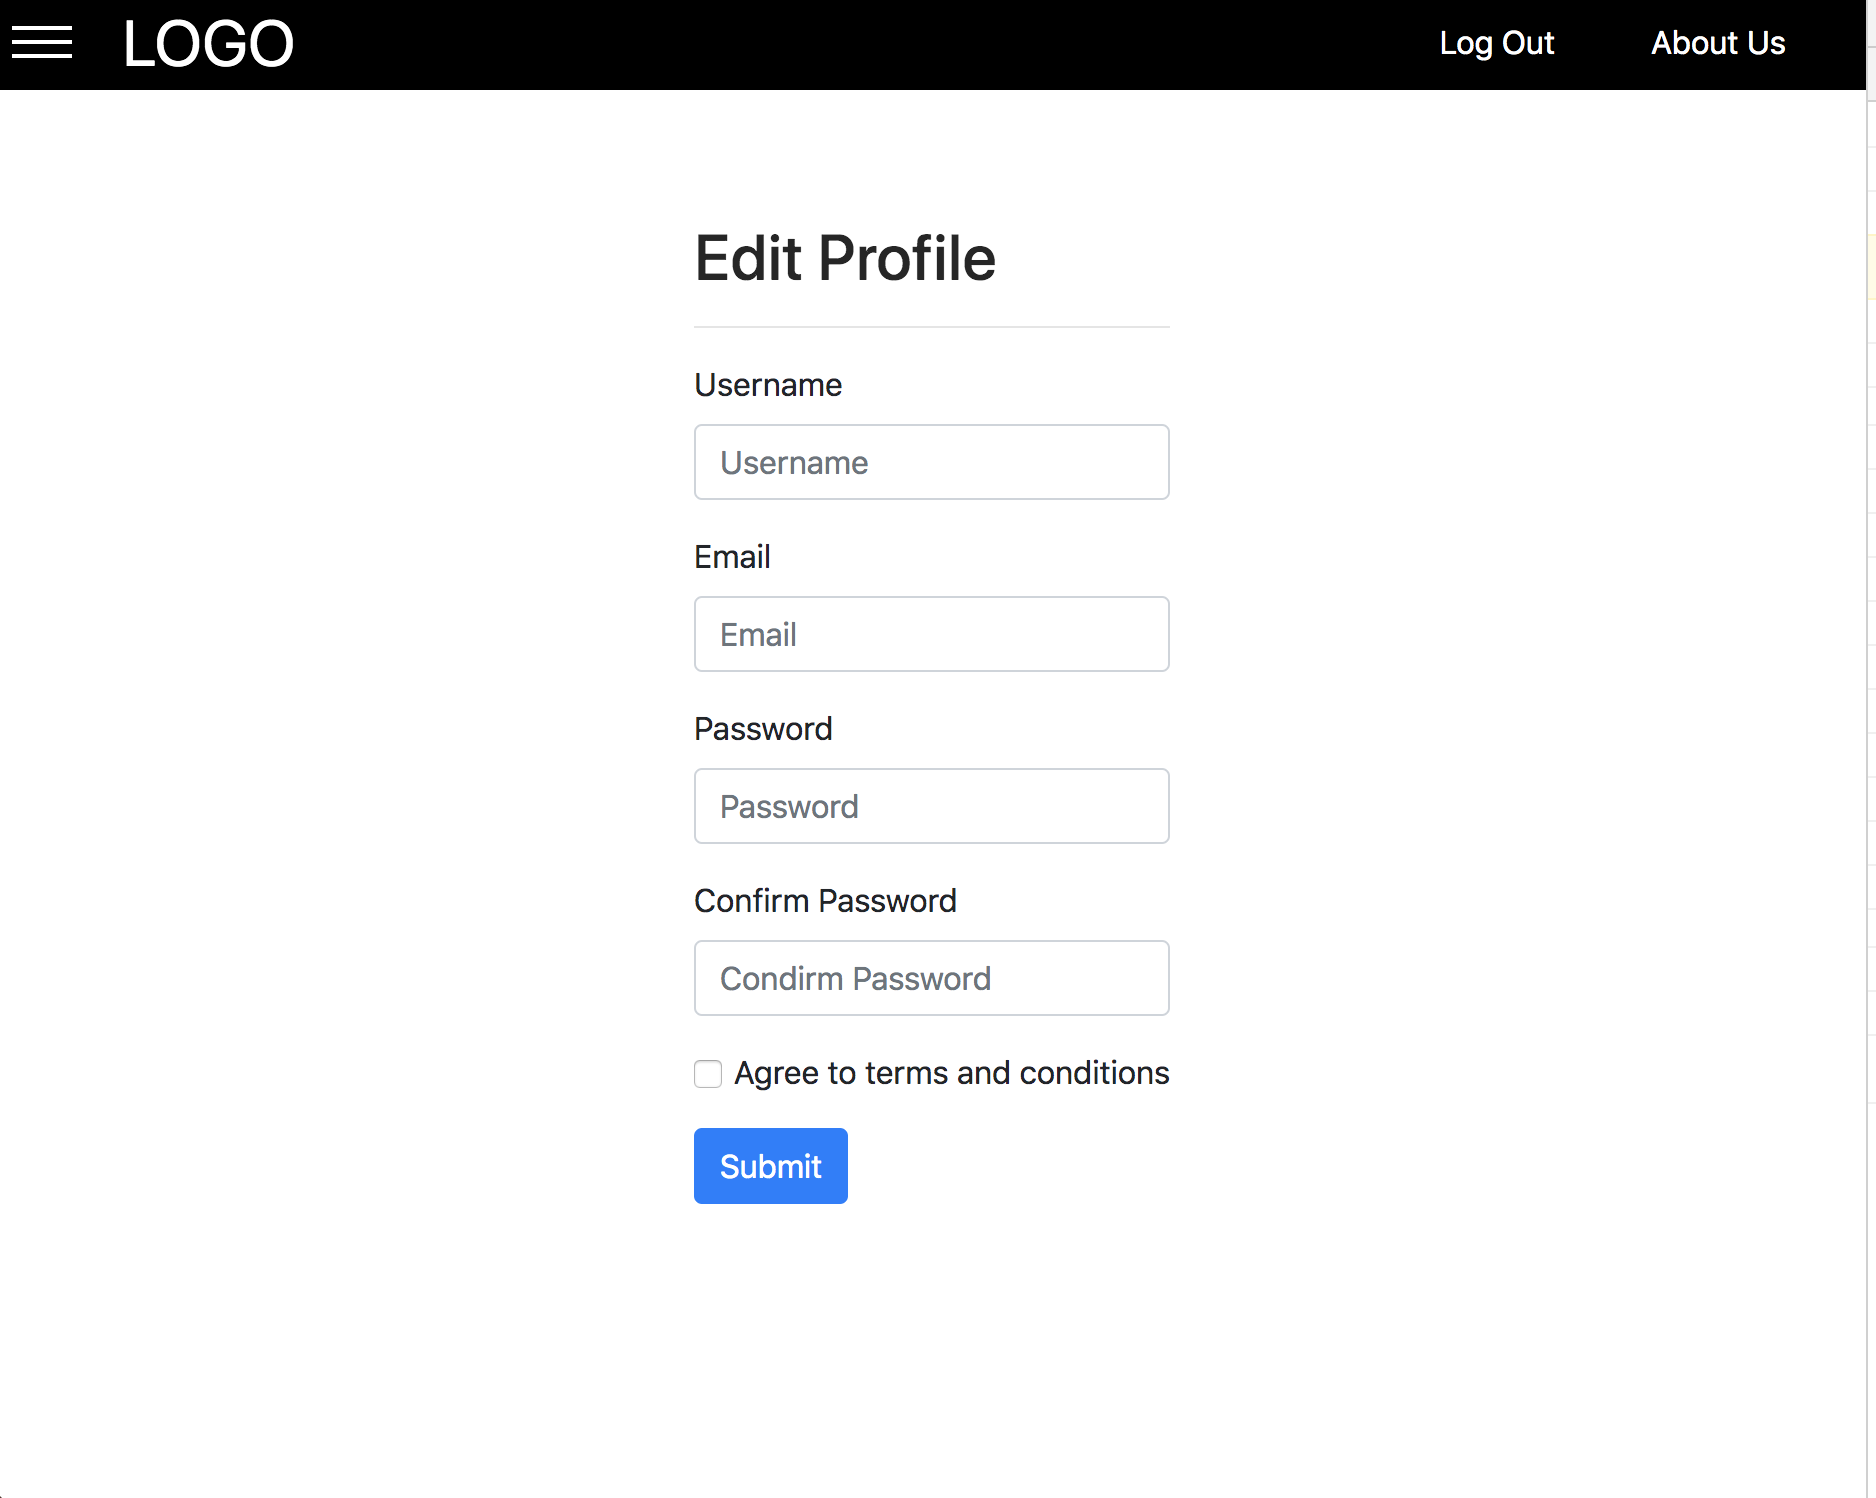 LOGO Log Out About Us
Edit Profile
Username
Username
Email
Email
Password
Password
Confirm Password
Condirm Password
Agree to terms and conditions
Submit